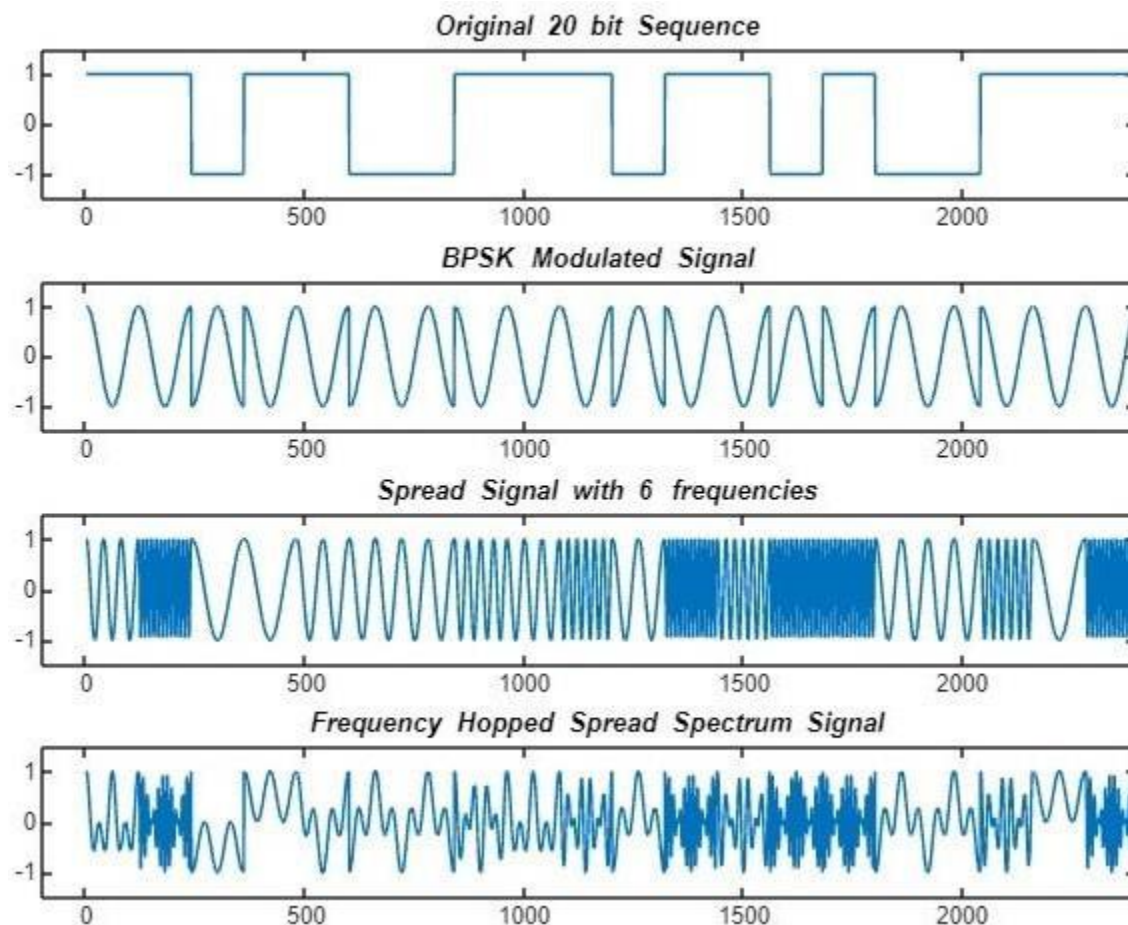 Original 20 bit Sequence
1
0
-1
0 500 1000 1500 2000
BPSK Modulated Signal
1
0
-1
0 500 1000 1500 2000
Spread Signal with 6 frequencies
1
0
-1
0 500 1000 1500 2000
Frequency Hopped Spread Spectrum Signal
1
0
-1
0 500 1000 1500 2000